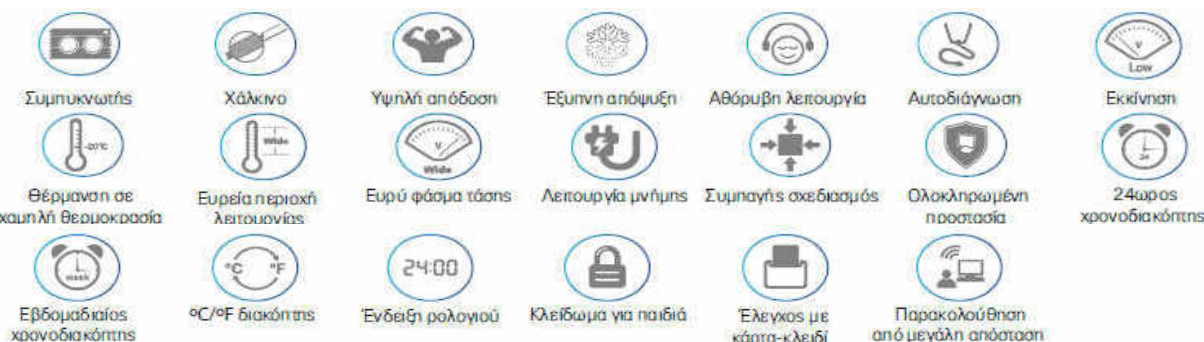 V
Low
Συμπυκνωτής Χάλκινο Υψηλή απόδοση Έξυπνη απόψυξη Αθόρυβη λειτουργία Αυτοδιάγνωση Εκκίνηση
-20°C Wide V Wide 24
Θέρμανση σε χαμηλή θερμοκρασία
Ευρεία περιοχή λειτουργίας
Ευρύ φάσμα τάσης
Λειτουργία μνήμης
Συμπαγής σχεδιασμός
Ολοκληρωμένη προστασία
24ωρος χρονοδιακόπτης
week °C °F 24:00
Εβδομαδιαίος χρονοδιακόπτης
°C/°F διακόπτης
Ένδειξη ρολογιού
Κλείδωμα για παιδιά
Έλεγχος με κάρτα-κλειδί
Παρακολούθηση από μεγάλη απόσταση